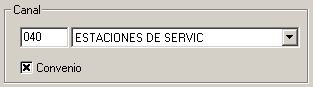 Canal
040 ESTACIONES DE SERVIC
Convenio